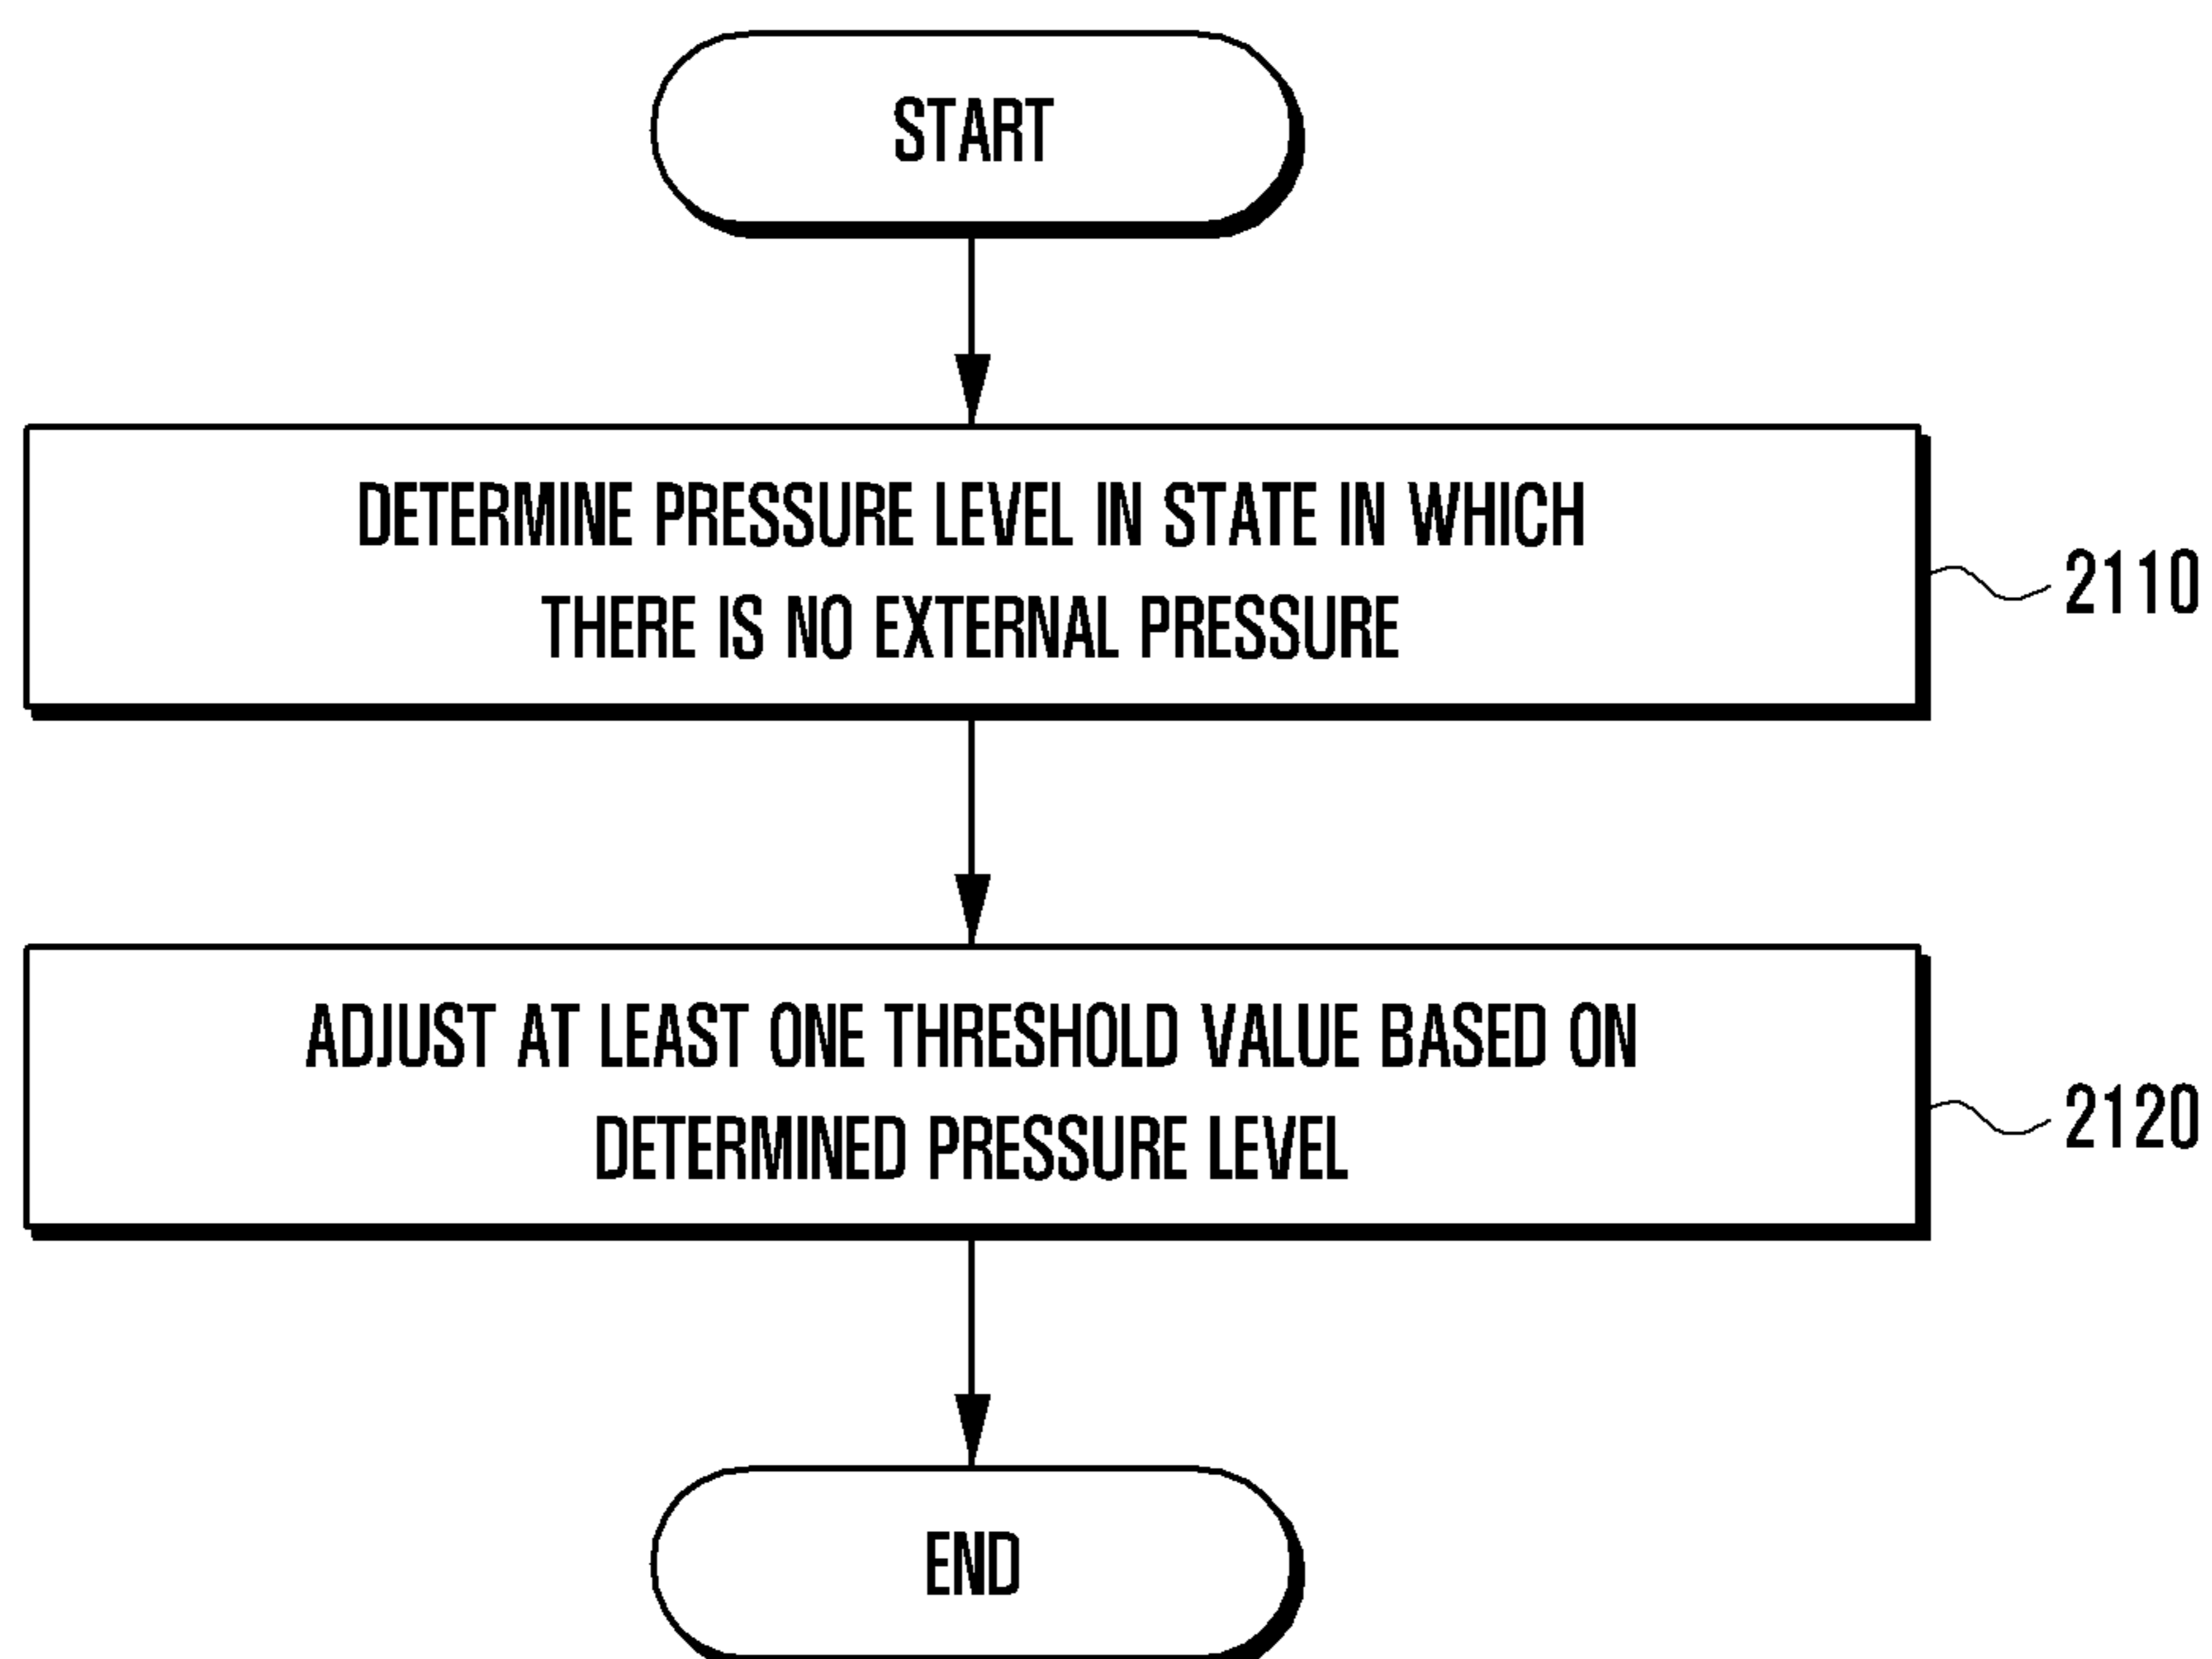 START
DETERMINE PRESSURE LEVEL IN STATE IN WHICH
THERE IS NO EXTERNAL PRESSURE
2110
ADJUST AT LEAST ONE THRESHOLD VALUE BASED ON
DETERMINED PRESSURE LEVEL
2120
END